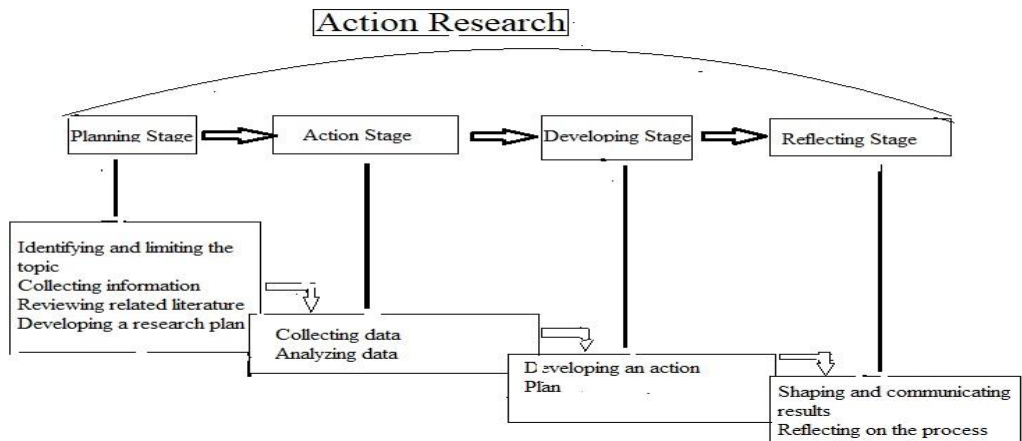 Action Research
Planning Stage
Action Stage
Developing Stage
Reflecting Stage
Identifying and limiting the
topic
Collecting information
Reviewing related literature
Developing a research plan
Collecting data
Analyzing data
Developing an action
Plan
Shaping and communicating
results
Reflecting on the process